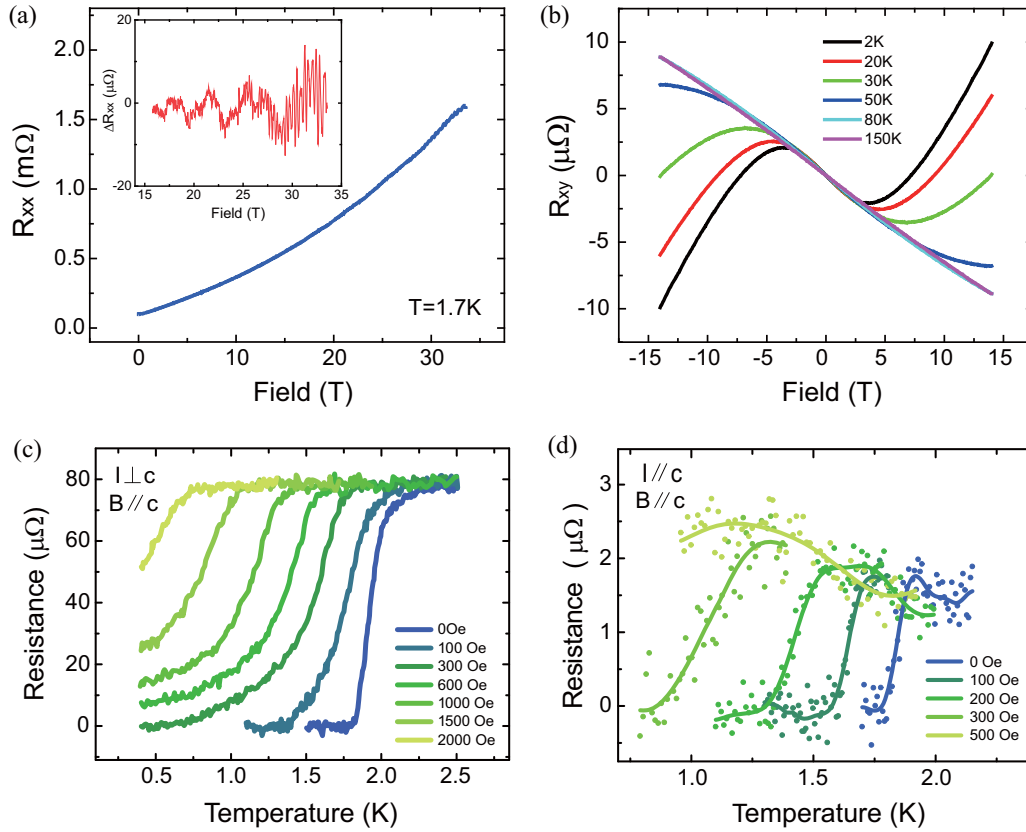 (a)
Rxx (mΩ)
2.0
1.5
1.0
0.5
0.0
0
10
20
30
Field (T)
T=1.7K
ΔRxx (μΩ)
20
0
-20
15
20
25
30
35
Field (T)
(b)
Rxy (μΩ)
10
5
0
-5
-10
-15
-10
-5
0
5
10
15
Field (T)
2K
20K
30K
50K
80K
150K
(c)
I⊥c
B//c
Resistance (μΩ)
80
60
40
20
0
0.5
1.0
1.5
2.0
2.5
Temperature (K)
0Oe
100 Oe
300 Oe
600 Oe
1000 Oe
1500 Oe
2000 Oe
(d)
I//c
B//c
Resistance ( μΩ)
3
2
1
0
1.0
1.5
2.0
Temperature (K)
0 Oe
100 Oe
200 Oe
300 Oe
500 Oe